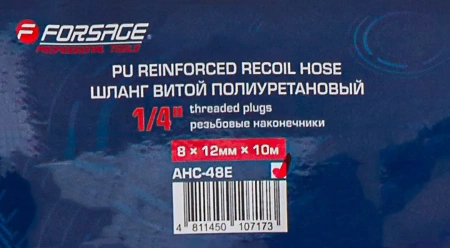 FORSAGE
PROFESSIONAL TOOLS
PU REINFORCED RECOIL HOSE
ШЛАНГ ВИТОЙ ПОЛИУРЕТАНОВЫЙ
1/4" threaded plugs
резьбовые наконечники
8 × 12мм × 10м
AHC-48E
4 811450 107173